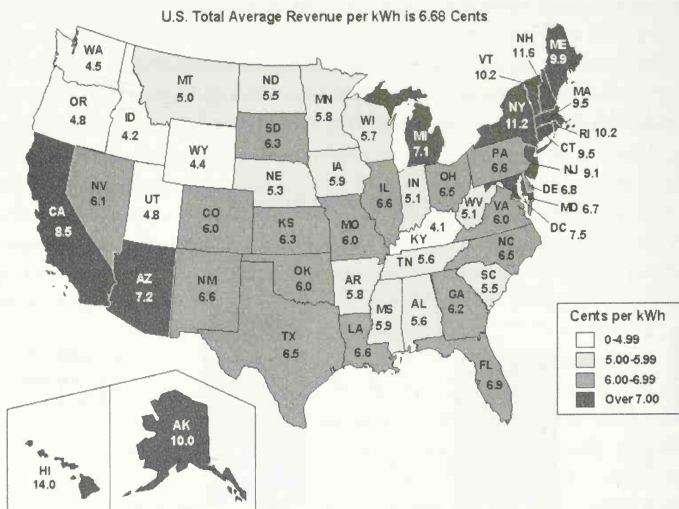 U.S. Total Average Revenue per kWh is 6.68 Cents
WA
4.5
OR
4.8
ID
4.2
MT
5.0
WY
4.4
ND
5.5
SD
6.3
NE
5.3
MN
5.8
WI
5.7
IA
5.9
MI
7.1
CA
8.5
NV
6.1
UT
4.8
CO
6.0
KS
6.3
MO
6.0
IL
6.6
IN
5.1
OH
6.5
PA
6.6
NY
11.2
VT
10.2
NH
11.6
ME
9.9
MA
9.5
RI 10.2
CT
9.5
NJ 9.1
DE 6.8
MD 6.7
DC
7.5
WV
5.1
VA
6.0
4.1
KY
TN 5.6
NC
6.5
SC
5.5
AZ
7.2
NM
6.6
OK
6.0
AR
5.8
TX
6.5
LA
6.6
MS
5.9
AL
5.6
GA
6.2
FL
6.9
AK
10.0
HI
14.0
Cents per kWh
0-4.99
5.00-5.99
6.00-6.99
Over 7.00